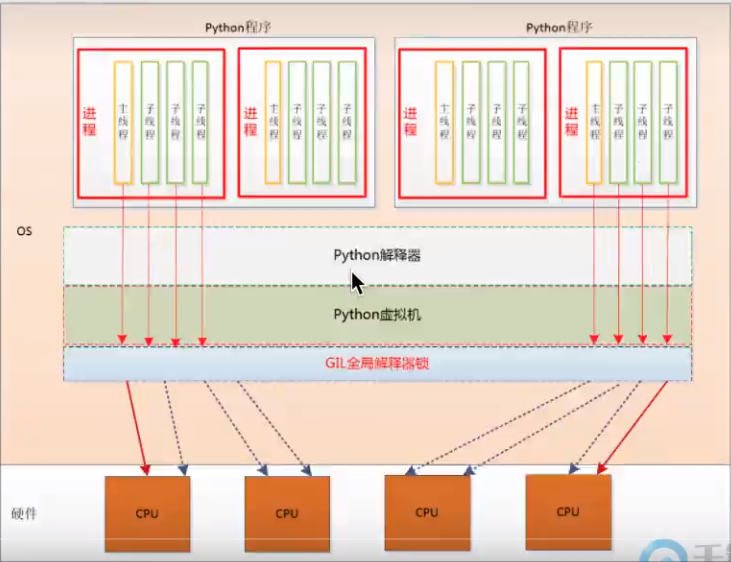 Python程序
Python程序
进程
主线程
子线程
子线程
子线程
进程
主线程
子线程
子线程
子线程
进程
主线程
子线程
子线程
子线程
进程
主线程
子线程
子线程
子线程
OS
Python解释器
Python虚拟机
GIL全局解释器锁
硬件
CPU
CPU
CPU
CPU